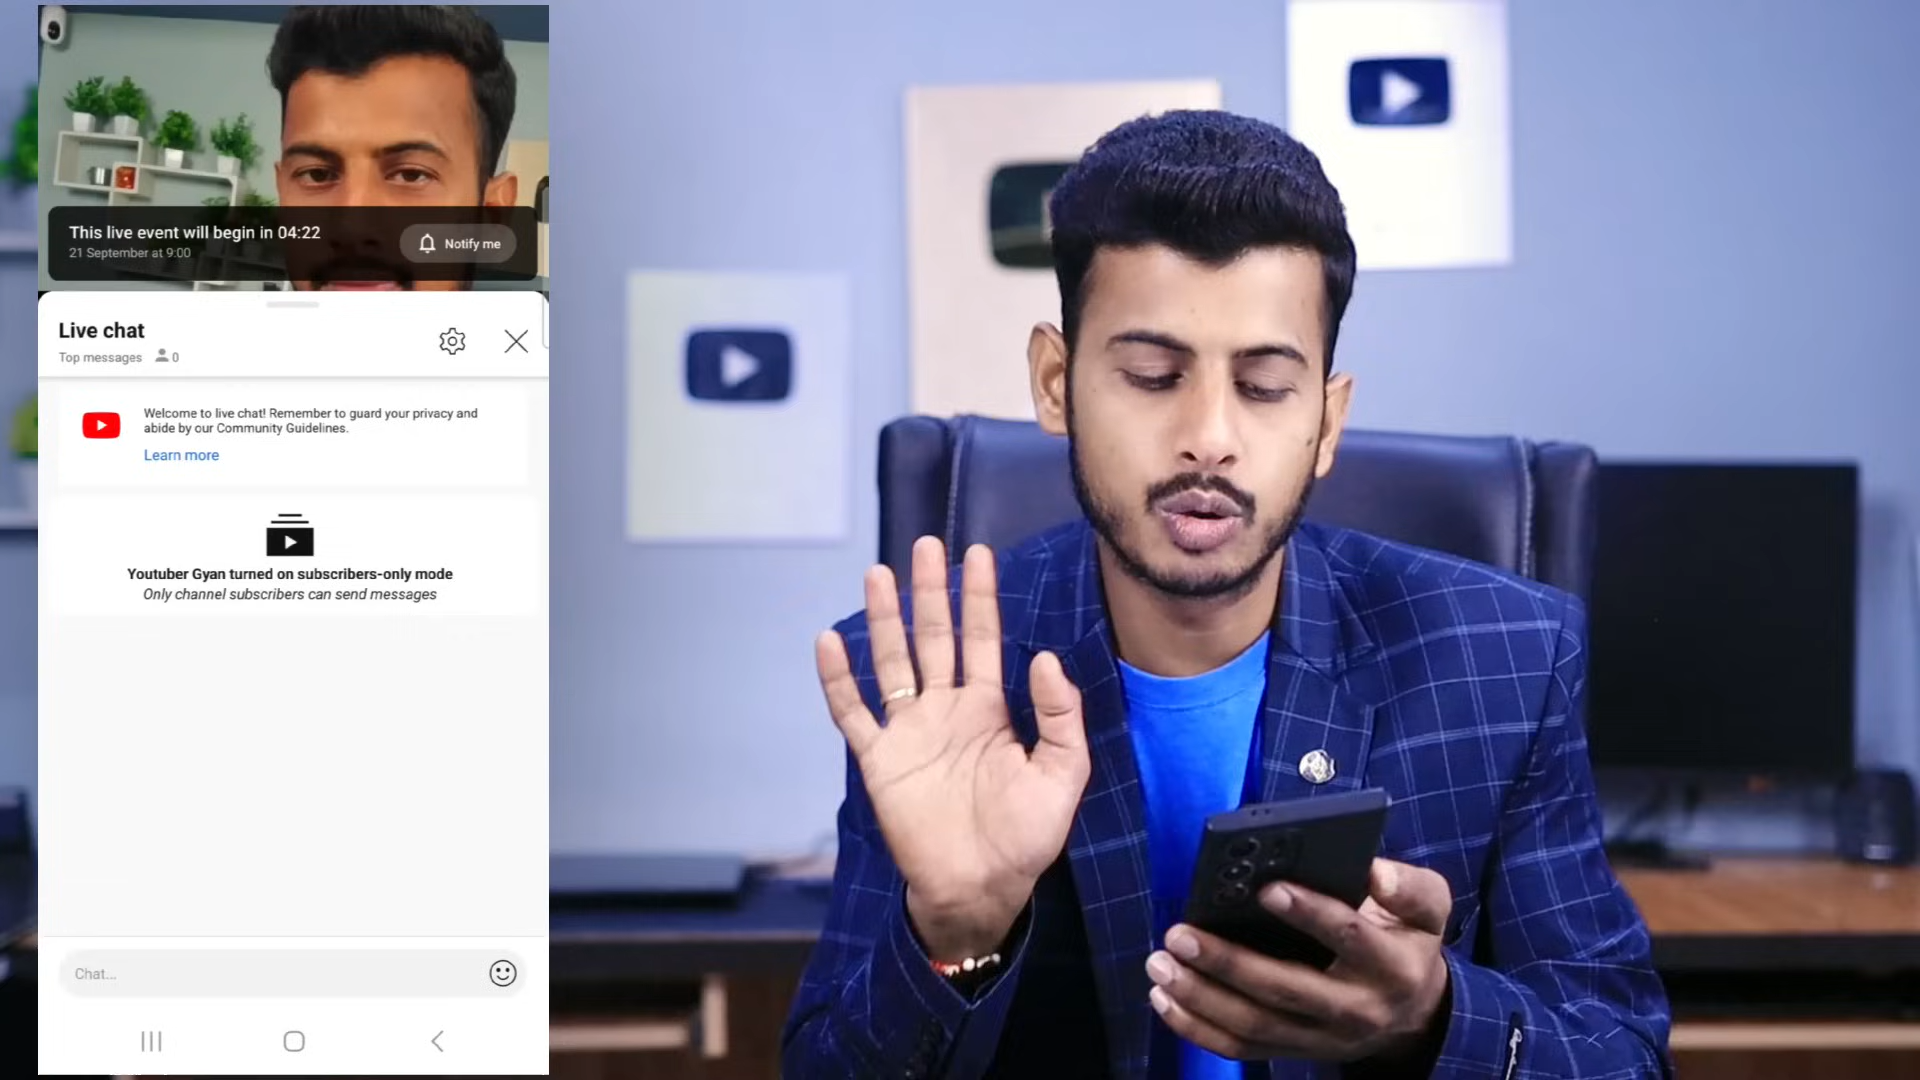 This live event will begin in 04:22
21 September at 9:00
Notify me
Live chat
Top messages 0
Welcome to live chat! Remember to guard your privacy and
abide by our Community Guidelines.
Learn more
Youtuber Gyan turned on subscribers-only mode
Only channel subscribers can send messages
Chat...